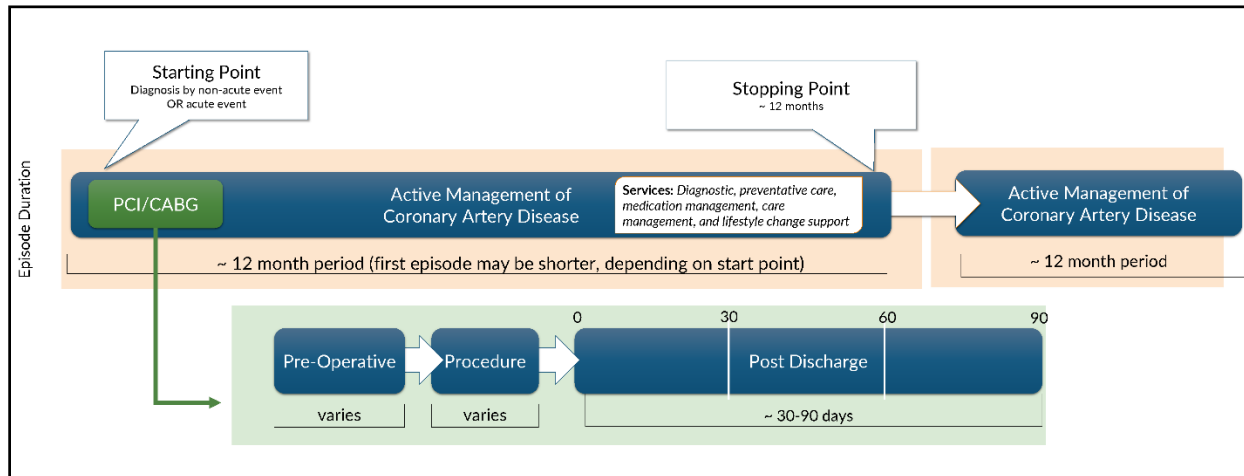 Starting Point
Diagnosis by non-acute event
OR acute event
Stopping Point
~ 12 months
Episode Duration
PCI/CABG
Active Management of
Coronary Artery Disease
Services: Diagnostic, preventative care,
medication management, care
management, and lifestyle change support
Active Management of
Coronary Artery Disease
~ 12 month period (first episode may be shorter, depending on start point)
~ 12 month period
0
30
60
90
Pre-Operative
Procedure
Post Discharge
varies
varies
~ 30-90 days